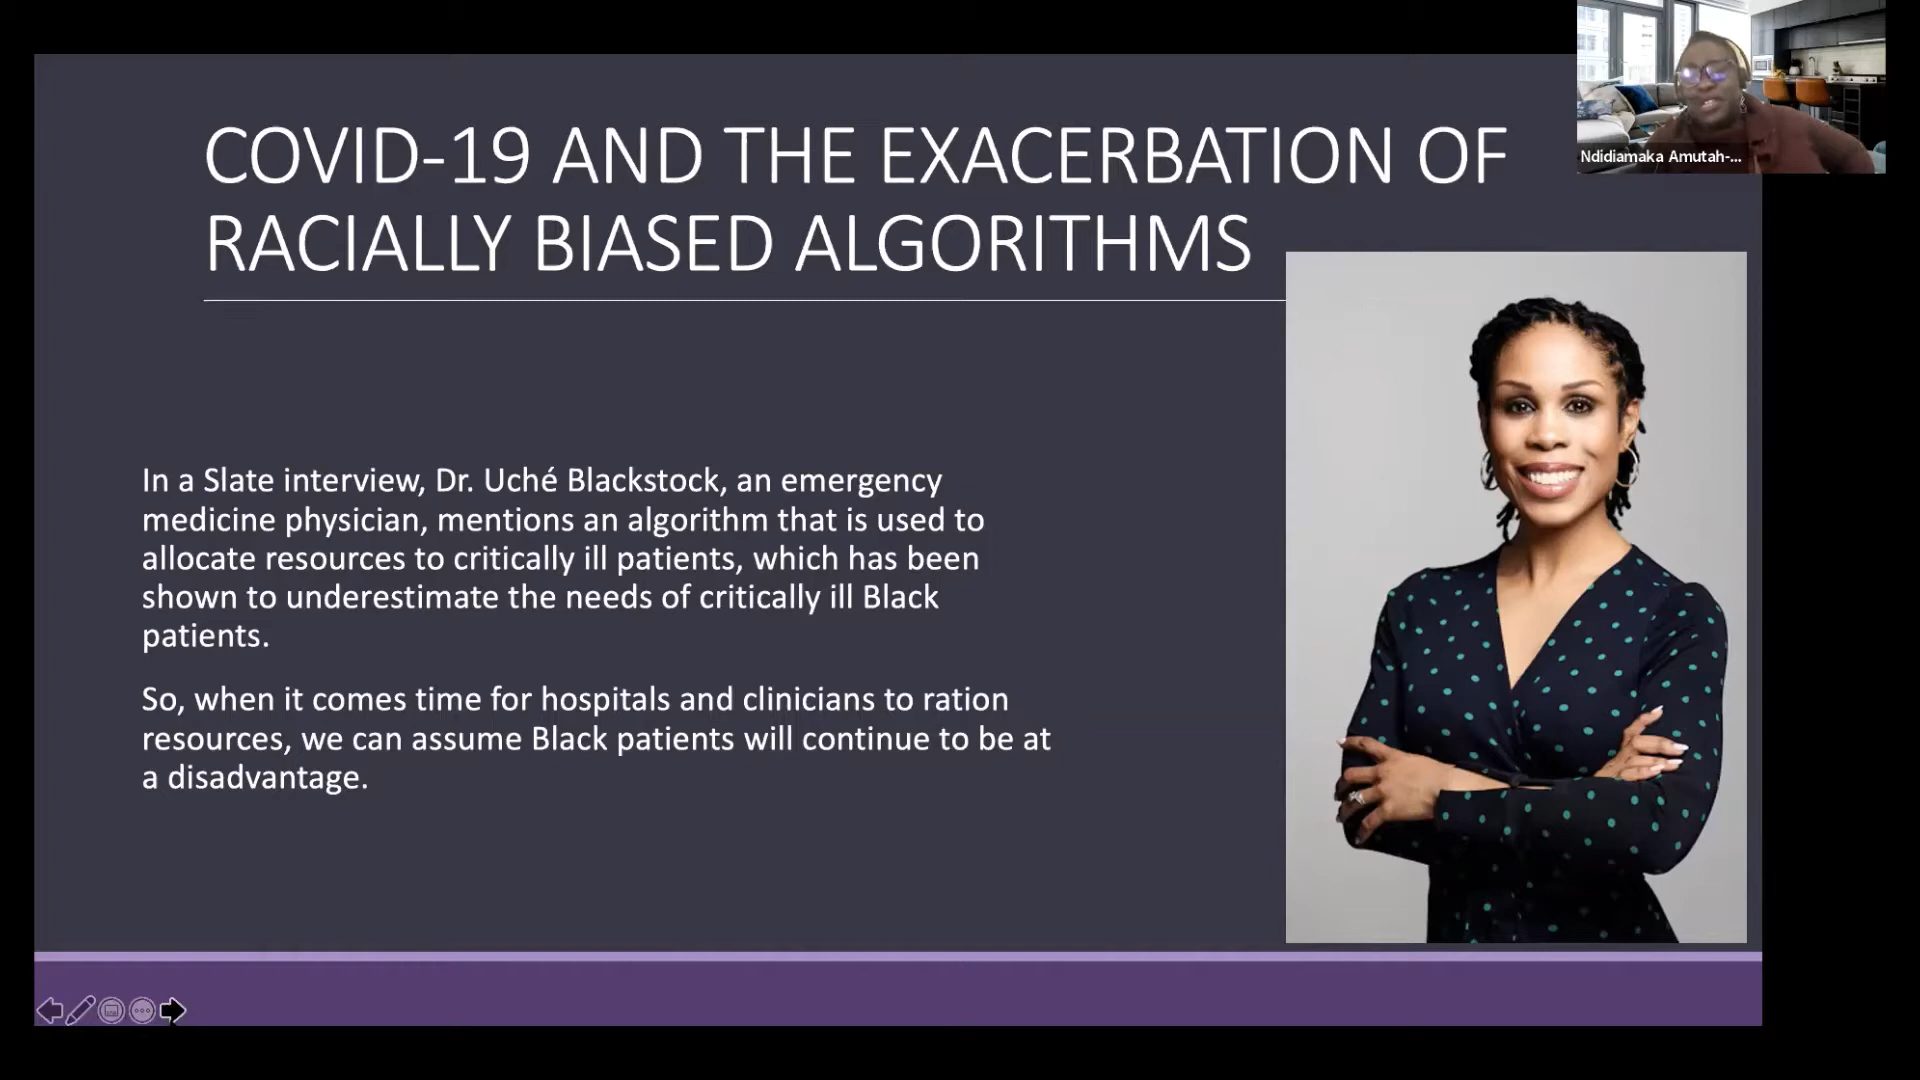 COVID-19 AND THE EXACERBATION OF
RACIALLY BIASED ALGORITHMS
In a Slate interview, Dr. Uché Blackstock, an emergency
medicine physician, mentions an algorithm that is used to
allocate resources to critically ill patients, which has been
shown to underestimate the needs of critically ill Black
patients.
So, when it comes time for hospitals and clinicians to ration
resources, we can assume Black patients will continue to be at
a disadvantage.
Ndidiamaka Amutah-...